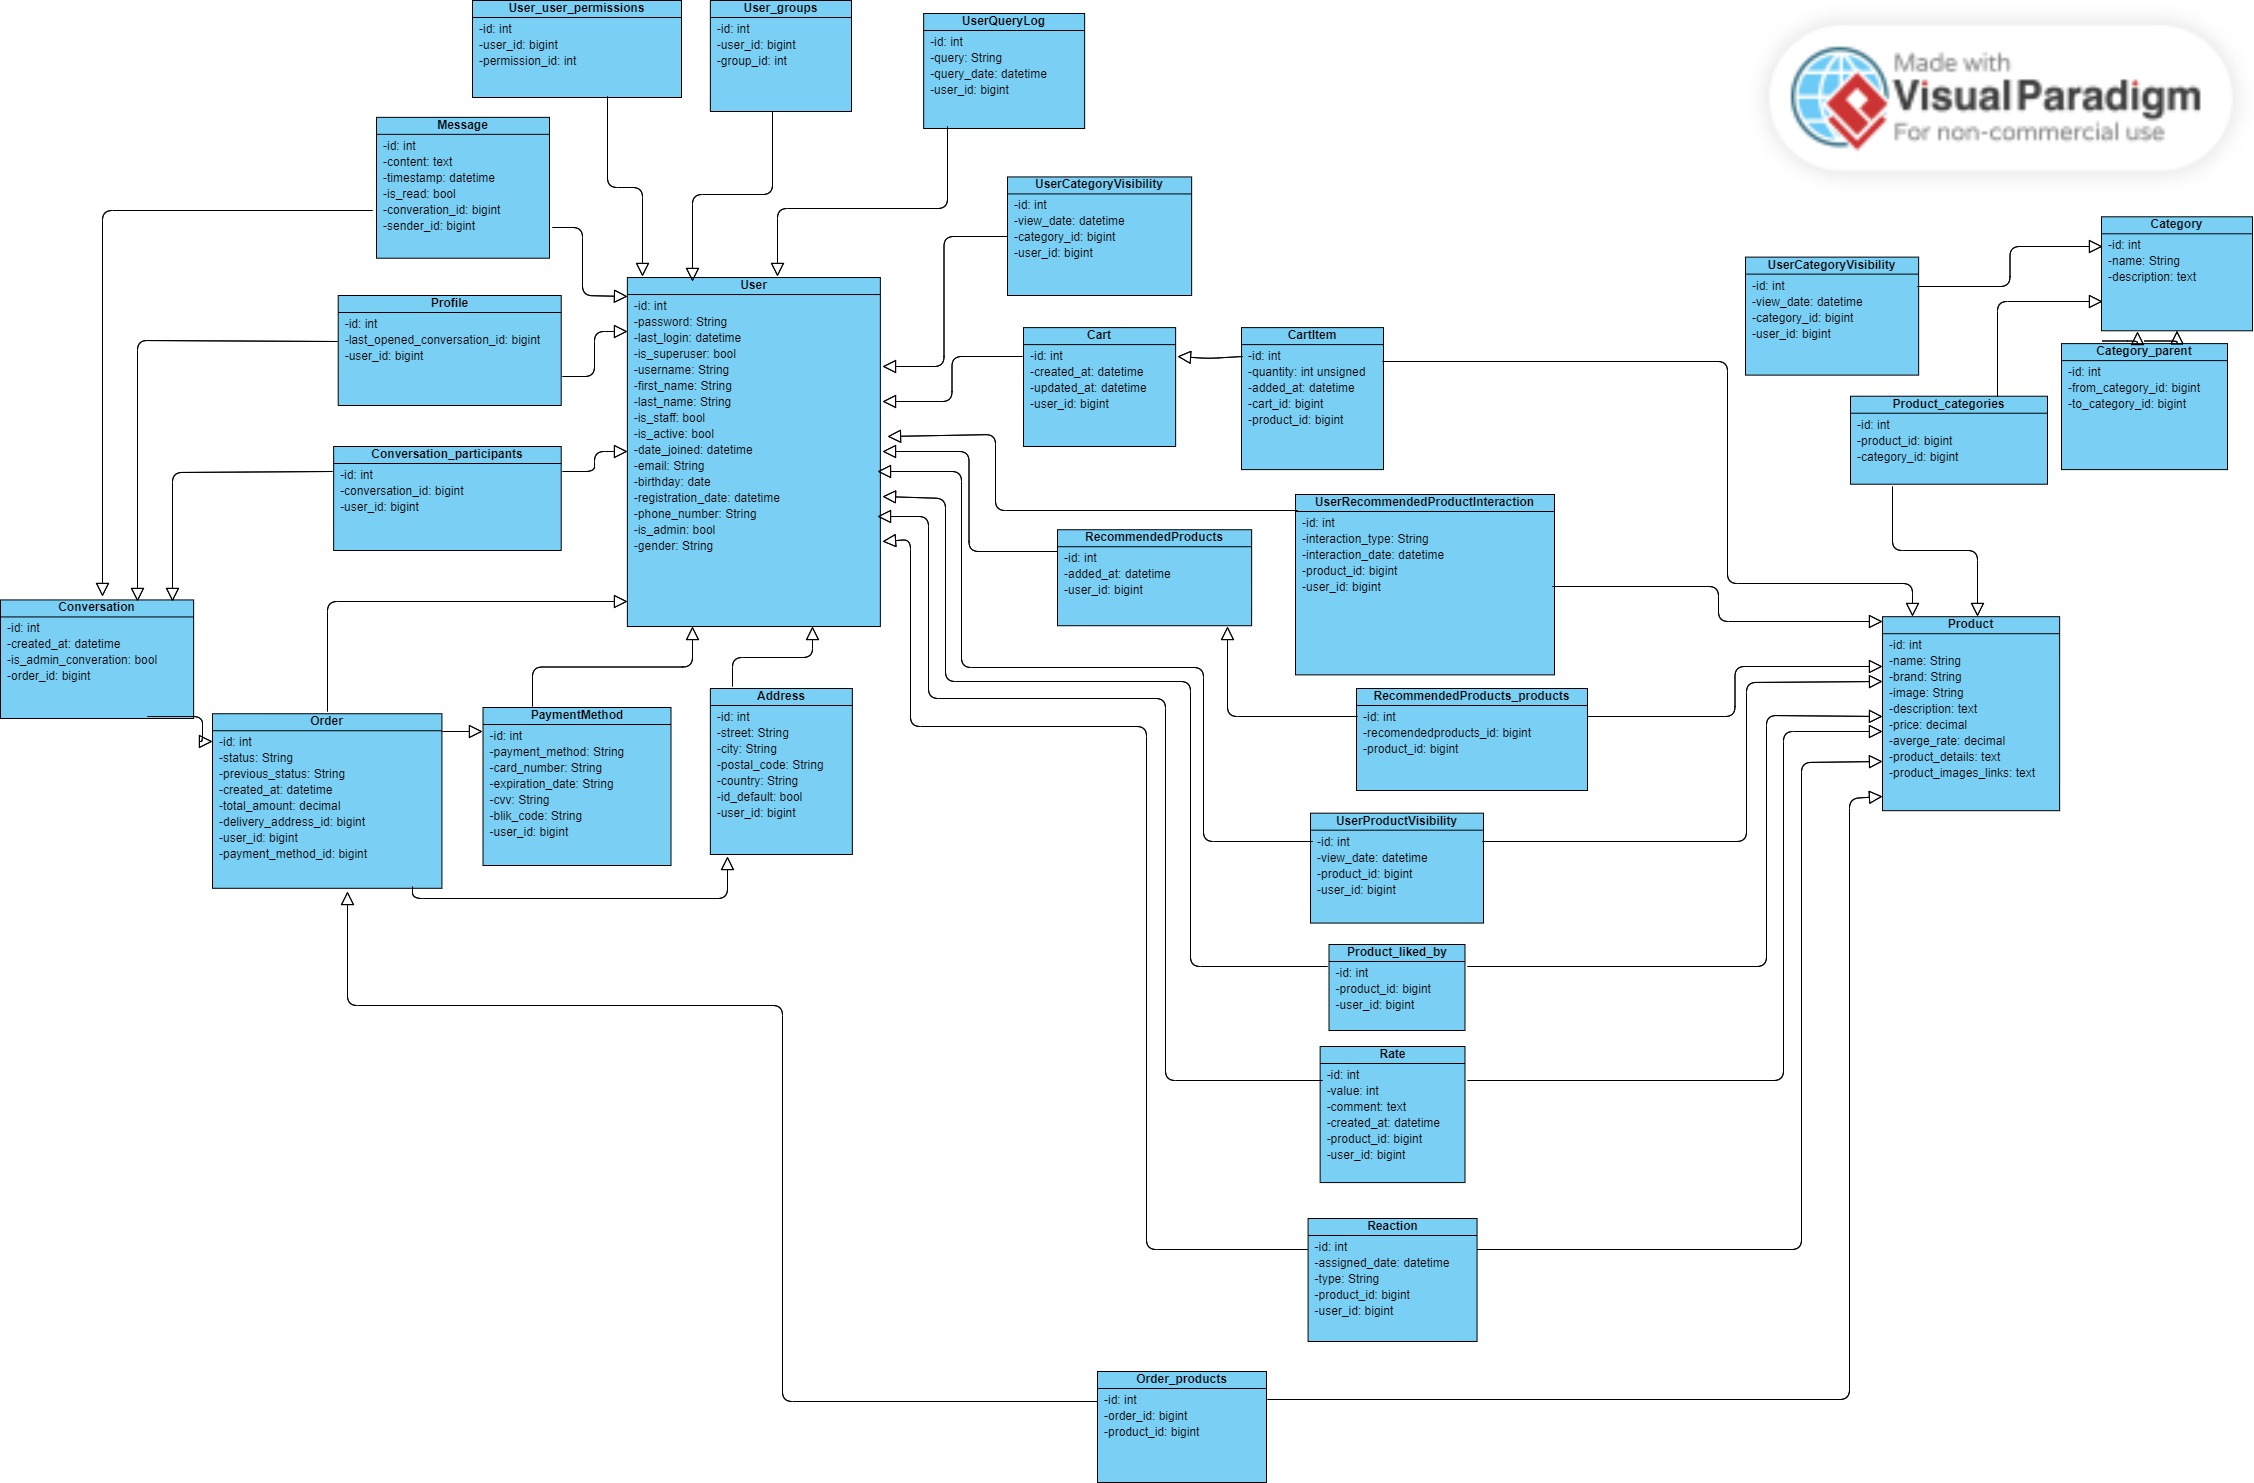 User_user_permissions
-id: int
-user_id: bigint
-permission_id: int
User_groups
-id: int
-user_id: bigint
-group_id: int
UserQueryLog
-id: int
-query: String
-query_date: datetime
-user_id: bigint
Made with
Visual Paradigm
For non-commercial use
Message
-id: int
-content: text
-timestamp: datetime
-is_read: bool
-converation_id: bigint
-sender_id: bigint
UserCategoryVisibility
-id: int
-view_date: datetime
-category_id: bigint
-user_id: bigint
Category
-id: int
-name: String
-description: text
UserCategoryVisibility
-id: int
-view_date: datetime
-category_id: bigint
-user_id: bigint
Category_parent
-id: int
-from_category_id: bigint
-to_category_id: bigint
Product_categories
-id: int
-product_id: bigint
-category_id: bigint
Profile
-id: int
-last_opened_conversation_id: bigint
-user_id: bigint
User
-id: int
-password: String
-last_login: datetime
-is_superuser: bool
-username: String
-first_name: String
-last_name: String
-is_staff: bool
-is_active: bool
-date_joined: datetime
-email: String
-birthday: date
-registration_date: datetime
-phone_number: String
-is_admin: bool
-gender: String
Cart
-id: int
-created_at: datetime
-updated_at: datetime
-user_id: bigint
CartItem
-id: int
-quantity: int unsigned
-added_at: datetime
-cart_id: bigint
-product_id: bigint
Conversation_participants
-id: int
-conversation_id: bigint
-user_id: bigint
UserRecommendedProductInteraction
-id: int
-interaction_type: String
-interaction_date: datetime
-product_id: bigint
-user_id: bigint
RecommendedProducts
-id: int
-added_at: datetime
-user_id: bigint
Conversation
-id: int
-created_at: datetime
-is_admin_converation: bool
-order_id: bigint
Product
-id: int
-name: String
-brand: String
-image: String
-description: text
-price: decimal
-averge_rate: decimal
-product_details: text
-product_images_links: text
Order
-id: int
-status: String
-previous_status: String
-created_at: datetime
-total_amount: decimal
-delivery_address_id: bigint
-user_id: bigint
-payment_method_id: bigint
PaymentMethod
-id: int
-payment_method: String
-card_number: String
-expiration_date: String
-cvv: String
-blik_code: String
-user_id: bigint
Address
-id: int
-street: String
-city: String
-postal_code: String
-country: String
-id_default: bool
-user_id: bigint
RecommendedProducts_products
-id: int
-recomendedproducts_id: bigint
-product_id: bigint
UserProductVisibility
-id: int
-view_date: datetime
-product_id: bigint
-user_id: bigint
Product_liked_by
-id: int
-product_id: bigint
-user_id: bigint
Rate
-id: int
-value: int
-comment: text
-created_at: datetime
-product_id: bigint
-user_id: bigint
Reaction
-id: int
-assigned_date: datetime
-type: String
-product_id: bigint
-user_id: bigint
Order_products
-id: int
-order_id: bigint
-product_id: bigint